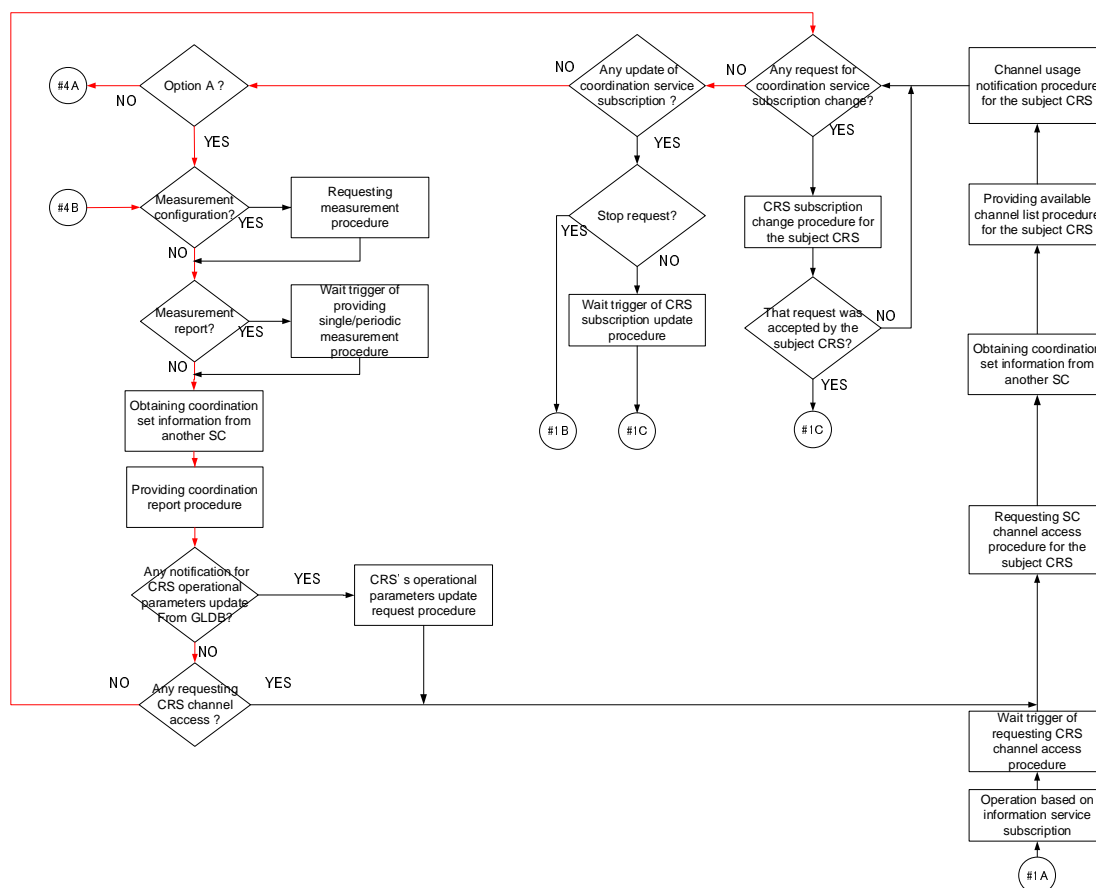 #4A
Option A ?
NO
YES
Any update of
coordination service
subscription ?
NO
YES
Any request for
coordination service
subscription change?
NO
YES
Channel usage
notification procedure
for the subject CRS
#4B
Measurement
configuration?
YES
NO
Requesting
measurement
procedure
Stop request?
YES
NO
CRS subscription
change procedure for
the subject CRS
Providing available
channel list procedure
for the subject CRS
Measurement
report?
YES
NO
Wait trigger of
providing
single/periodic
measurement
procedure
Wait trigger of CRS
subscription update
procedure
That request was
accepted by the
subject CRS?
NO
YES
Obtaining coordination
set information from
another SC
Obtaining coordination
set information from
another SC
#1B
#1C
#1C
Providing coordination
report procedure
Requesting SC
channel access
procedure for the
subject CRS
Any notification for
CRS operational
parameters update
From GLDB?
YES
NO
CRS's operational
parameters update
request procedure
Any requesting
CRS channel
access ?
NO
YES
Wait trigger of
requesting CRS
channel access
procedure
Operation based on
information service
subscription
#1A